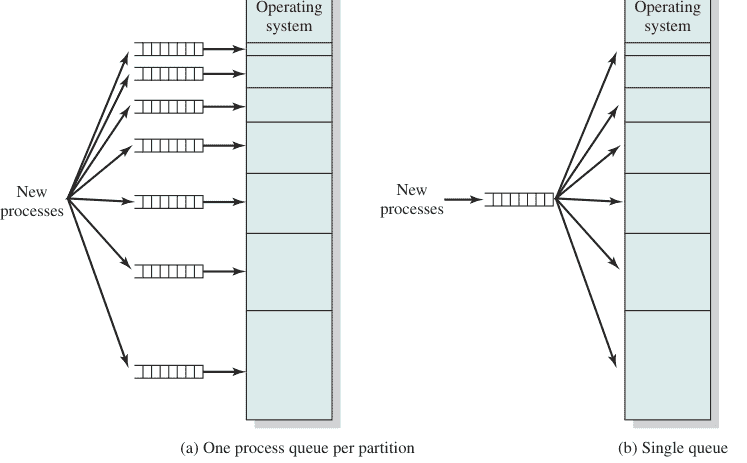 Operating
system
New
processes
(a) One process queue per partition
Operating
system
New
processes
(b) Single queue